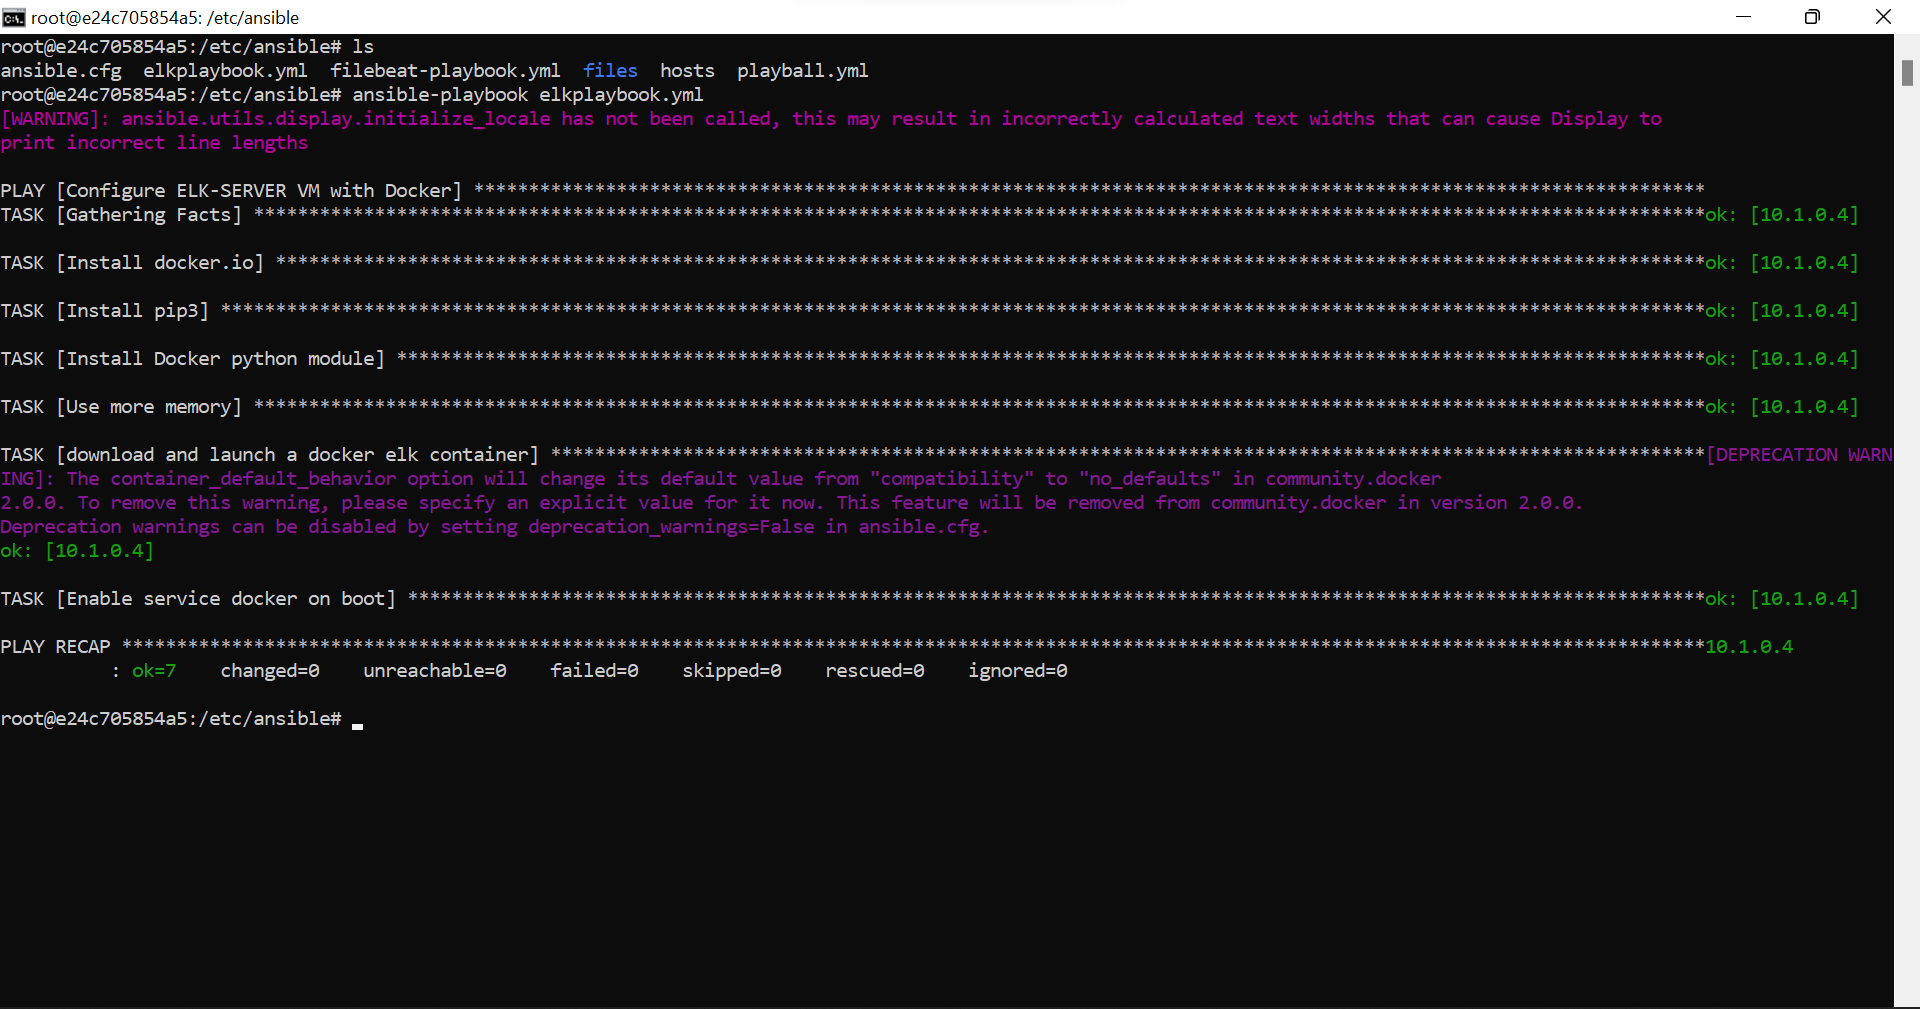 root@e24c705854a5: /etc/ansible
root@e24c705854a5:/etc/ansible# ls
ansible.cfg  elkplaybook.yml  filebeat-playbook.yml  files  hosts  playball.yml
root@e24c705854a5:/etc/ansible# ansible-playbook elkplaybook.yml
[WARNING]: ansible.utils.display.initialize_locale has not been called, this may result in incorrectly calculated text widths that can cause Display to
print incorrect line lengths
PLAY [Configure ELK-SERVER VM with Docker] ****************************************************************************************************************
TASK [Gathering Facts] ************************************************************************************************************************************ok: [10.1.0.4]
TASK [Install docker.io] **********************************************************************************************************************************ok: [10.1.0.4]
TASK [Install pip3] ***************************************************************************************************************************************ok: [10.1.0.4]
TASK [Install Docker python module] ***********************************************************************************************************************ok: [10.1.0.4]
TASK [Use more memory] ************************************************************************************************************************************ok: [10.1.0.4]
TASK [download and launch a docker elk container] *********************************************************************************************************[DEPRECATION WARN
ING]: The container_default_behavior option will change its default value from "compatibility" to "no_defaults" in community.docker
2.0.0. To remove this warning, please specify an explicit value for it now. This feature will be removed from community.docker in version 2.0.0.
Deprecation warnings can be disabled by setting deprecation_warnings=False in ansible.cfg.
ok: [10.1.0.4]
TASK [Enable service docker on boot] **********************************************************************************************************************ok: [10.1.0.4]
PLAY RECAP ************************************************************************************************************************************************10.1.0.4
: ok=7    changed=0    unreachable=0    failed=0    skipped=0    rescued=0    ignored=0
root@e24c705854a5:/etc/ansible#